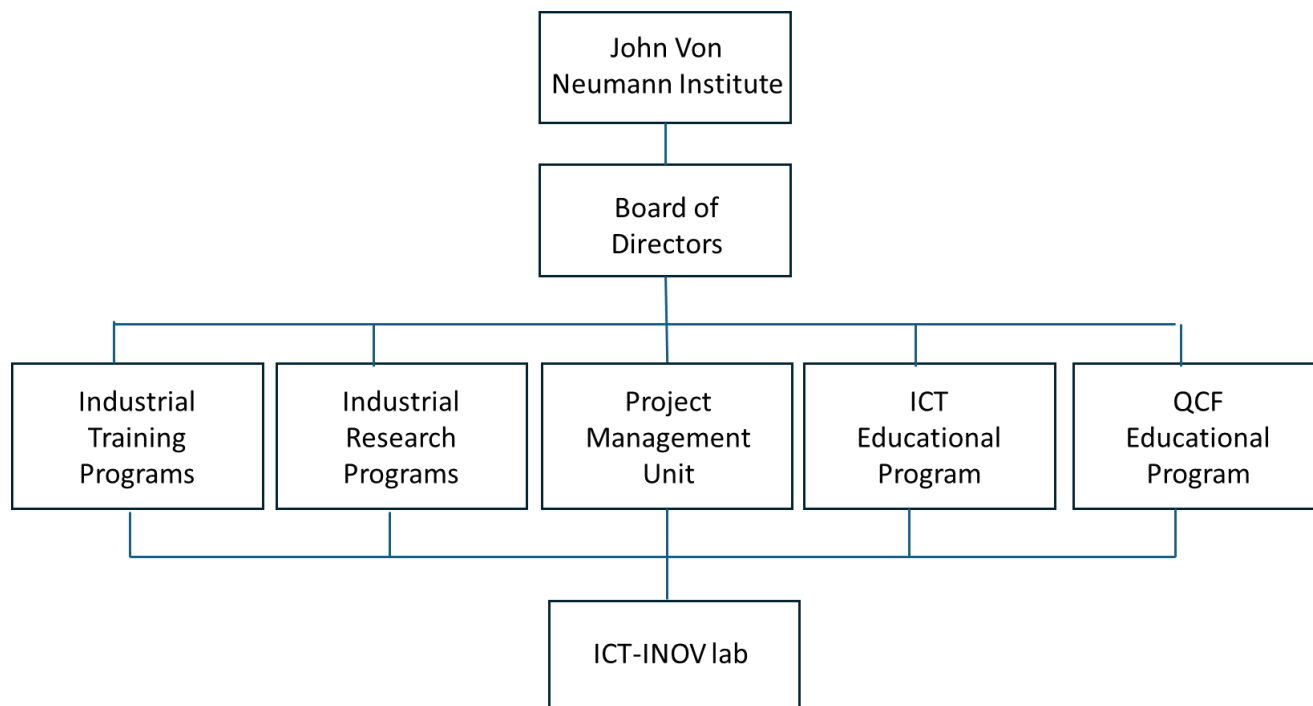 John Von
Neumann Institute
Board of
Directors
Industrial
Training
Programs
Industrial
Research
Programs
Project
Management
Unit
ICT
Educational
Program
QCF
Educational
Program
ICT-INOV lab